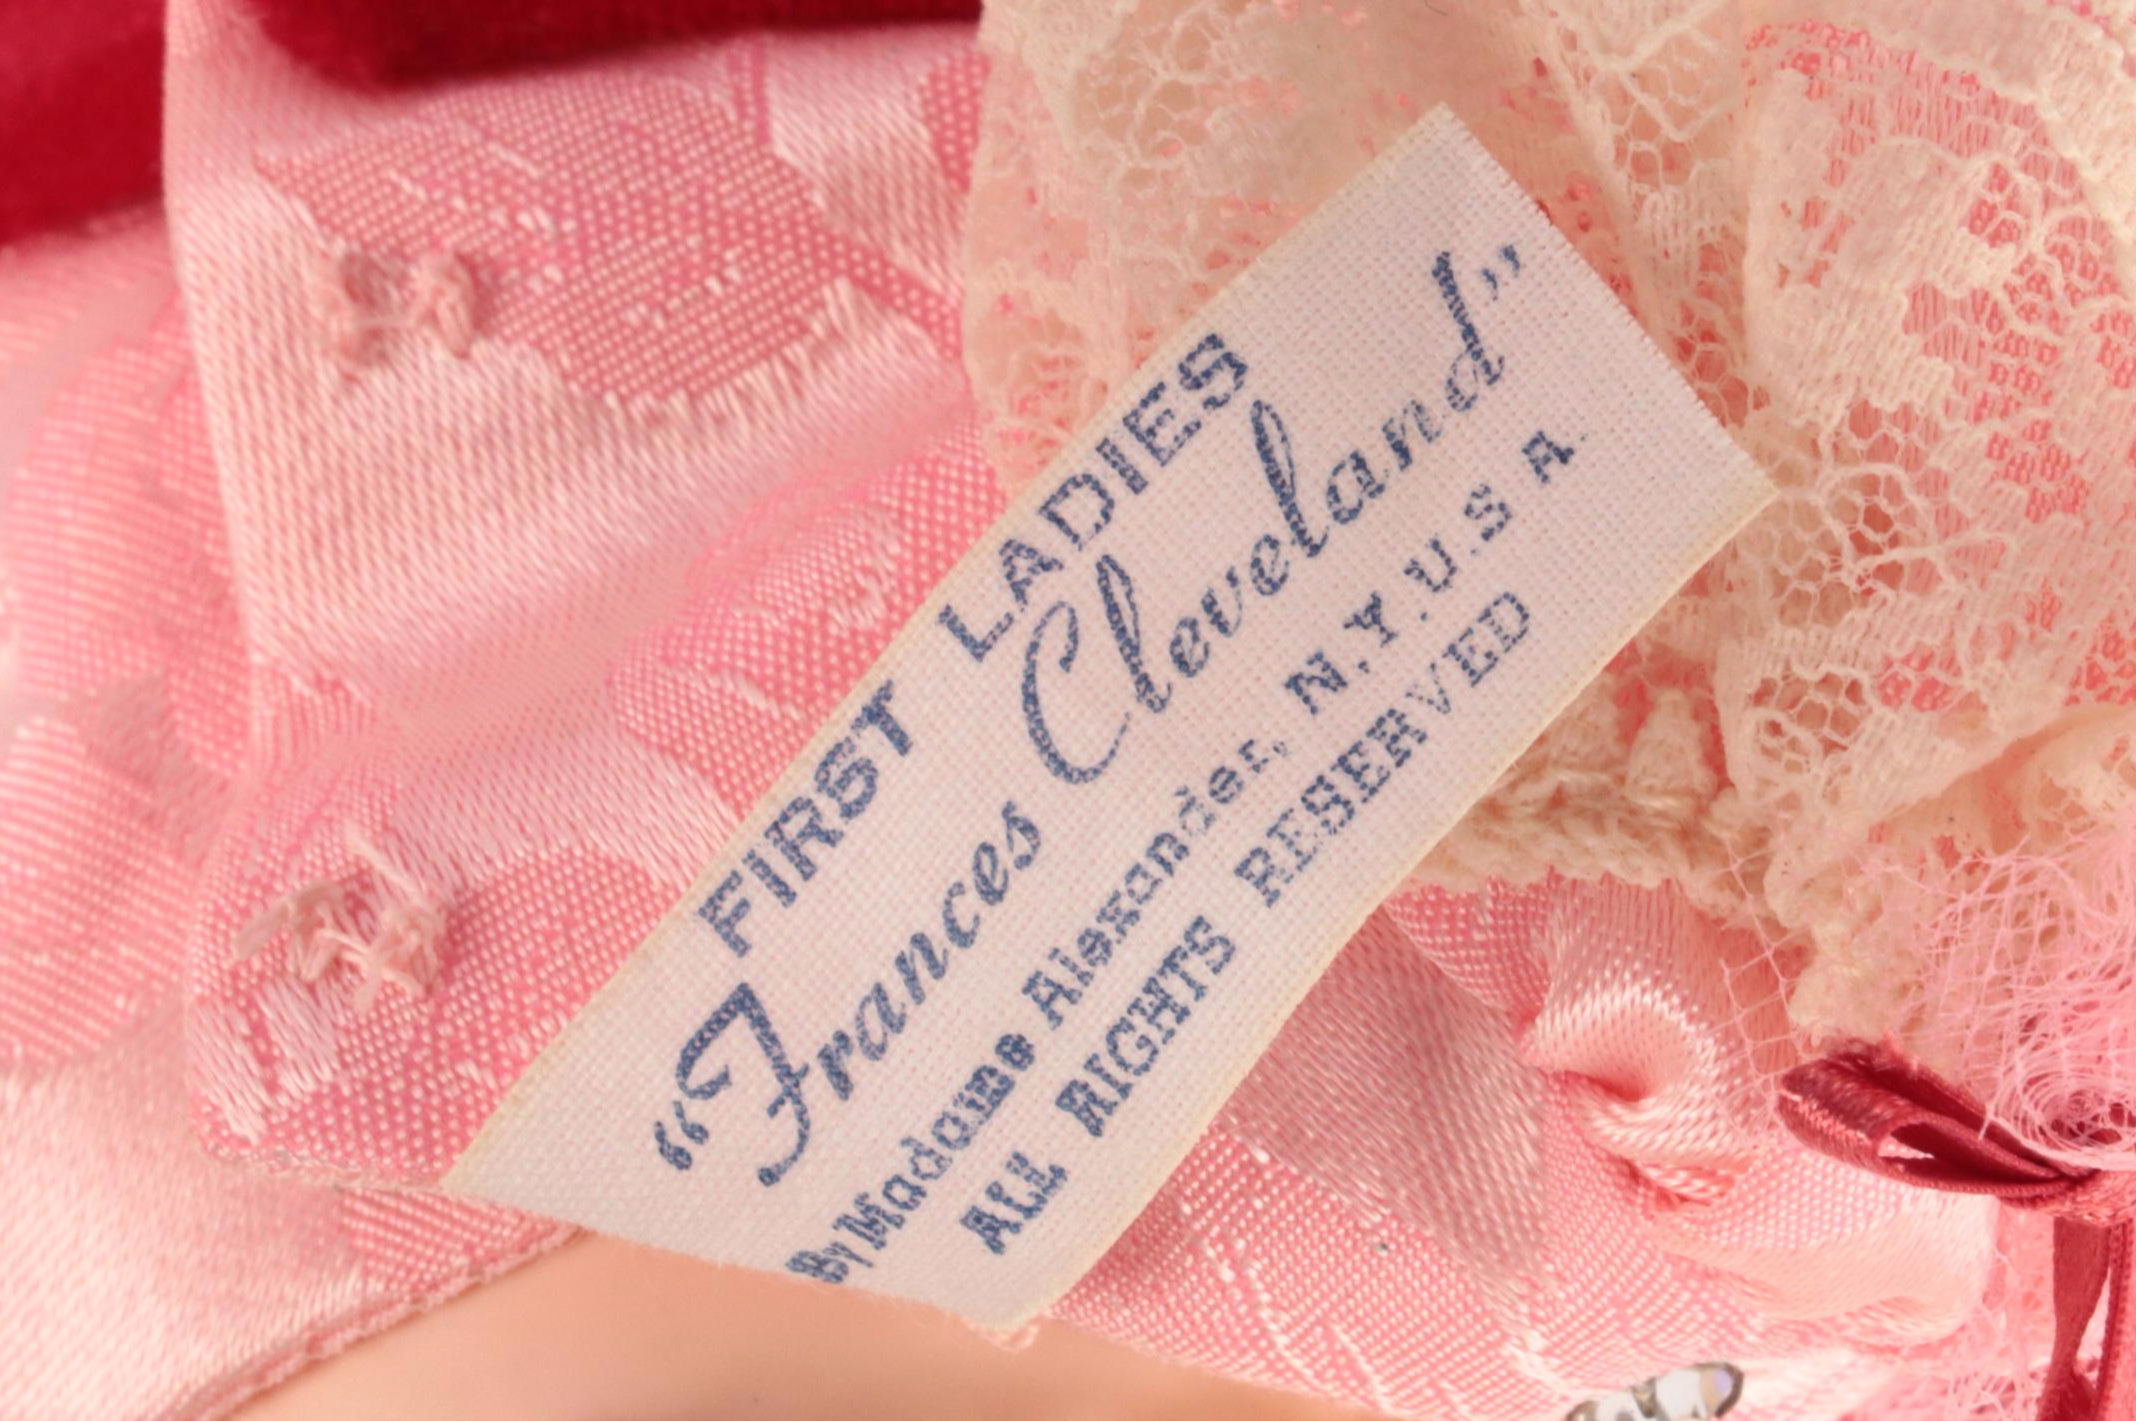 FIRST LADIES
“Frances Cleveland”
By Madame Alexander, N.Y. U.S.A.
ALL RIGHTS RESERVED